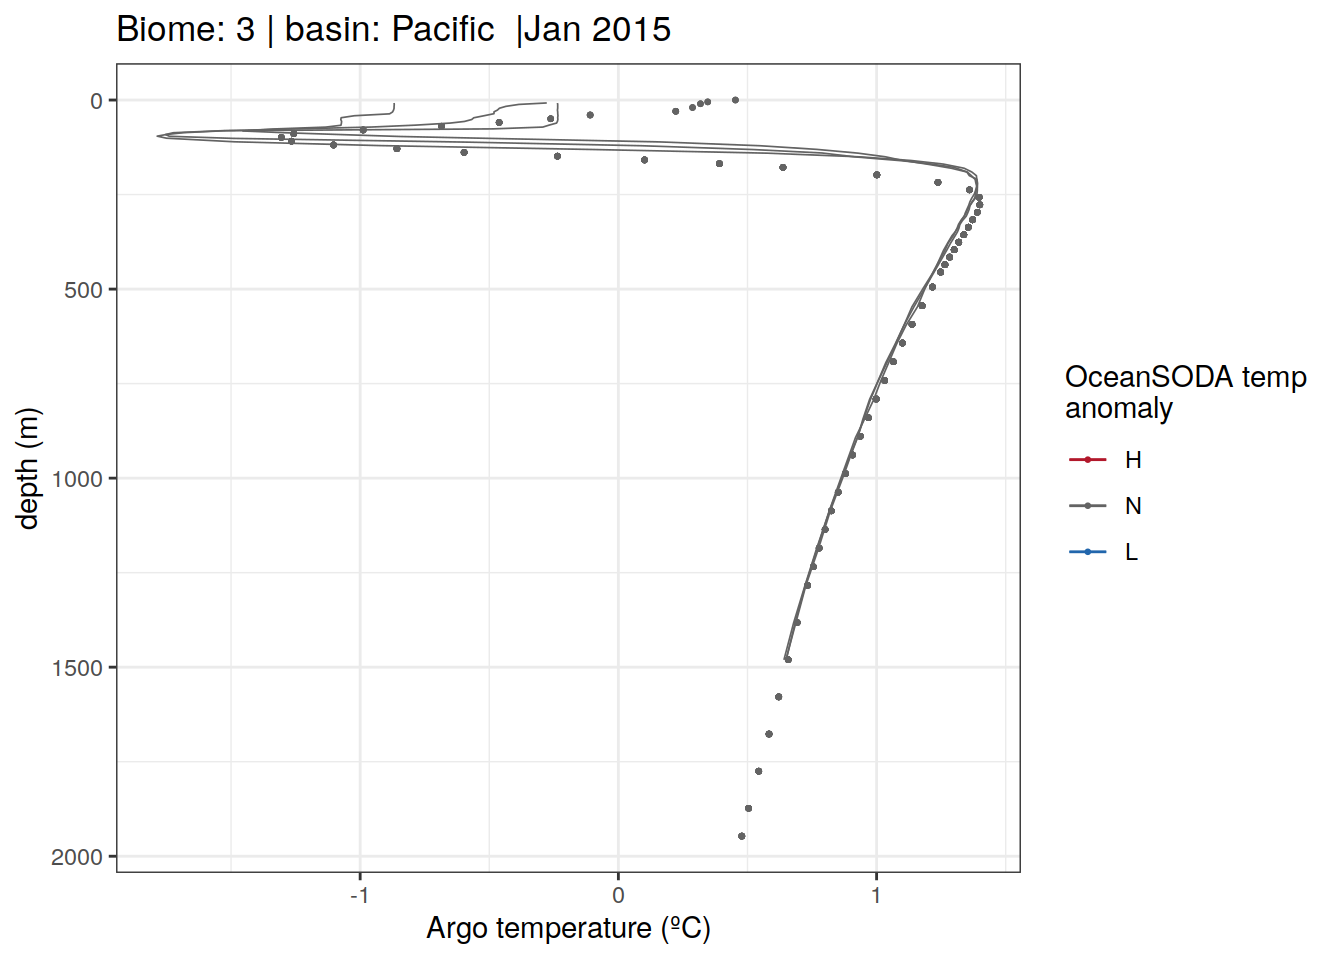 Biome: 3 | basin: Pacific  |Jan 2015
0
500
1000
1500
2000
depth (m)
-1
0
1
Argo temperature (ºC)
OceanSODA temp
anomaly
H
N
L